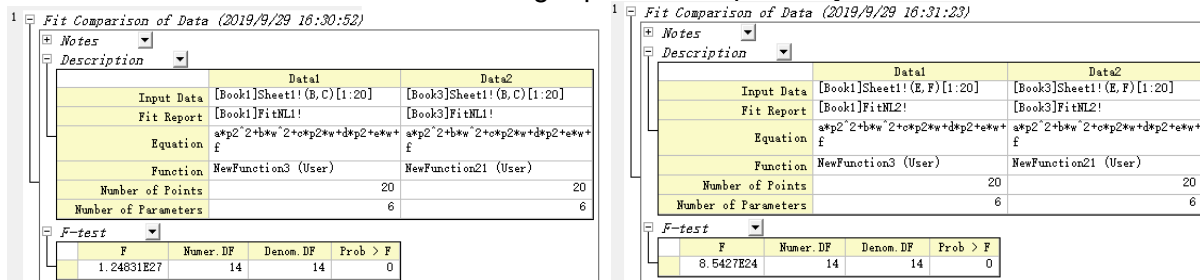 1 Fit Comparison of Data (2019/9/29 16:30:52)
Notes
Description
Data1 Data2
Input Data [Book1]Sheet1!(B,C)[1:20] [Book3]Sheet1!(B,C)[1:20]
Fit Report [Book1]FitNL1! [Book3]FitNL1!
Equation a*p2^2+b*w^2+c*p2*w+d*p2+e*w+f a*p2^2+b*w^2+c*p2*w+d*p2+e*w+f
Function NewFunction3 (User) NewFunction21 (User)
Number of Points 20 20
Number of Parameters 6 6
F-test
F Numer. DF Denom. DF Prob > F
1.24831E27 14 14 0
1 Fit Comparison of Data (2019/9/29 16:31:23)
Notes
Description
Data1 Data2
Input Data [Book1]Sheet1!(E,F)[1:20] [Book3]Sheet1!(E,F)[1:20]
Fit Report [Book1]FitNL2! [Book3]FitNL2!
Equation a*p2^2+b*w^2+c*p2*w+d*p2+e*w+f a*p2^2+b*w^2+c*p2*w+d*p2+e*w+f
Function NewFunction3 (User) NewFunction21 (User)
Number of Points 20 20
Number of Parameters 6 6
F-test
F Numer. DF Denom. DF Prob > F
8.5427E24 14 14 0